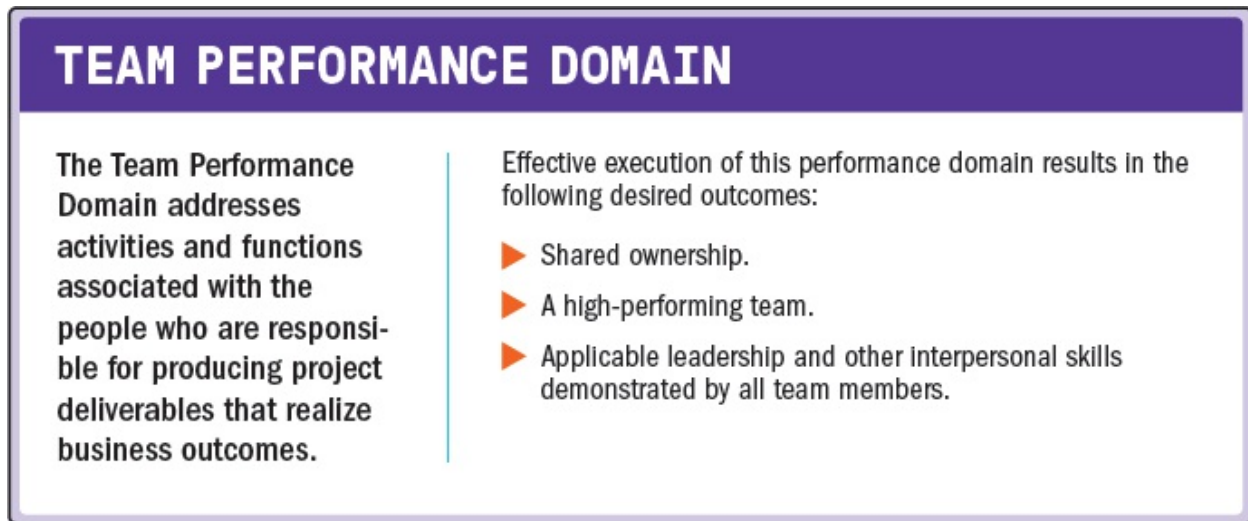 TEAM PERFORMANCE DOMAIN
The Team Performance
Domain addresses
activities and functions
associated with the
people who are responsi-
ble for producing project
deliverables that realize
business outcomes.
Effective execution of this performance domain results in the
following desired outcomes:
Shared ownership.
A high-performing team.
Applicable leadership and other interpersonal skills
demonstrated by all team members.